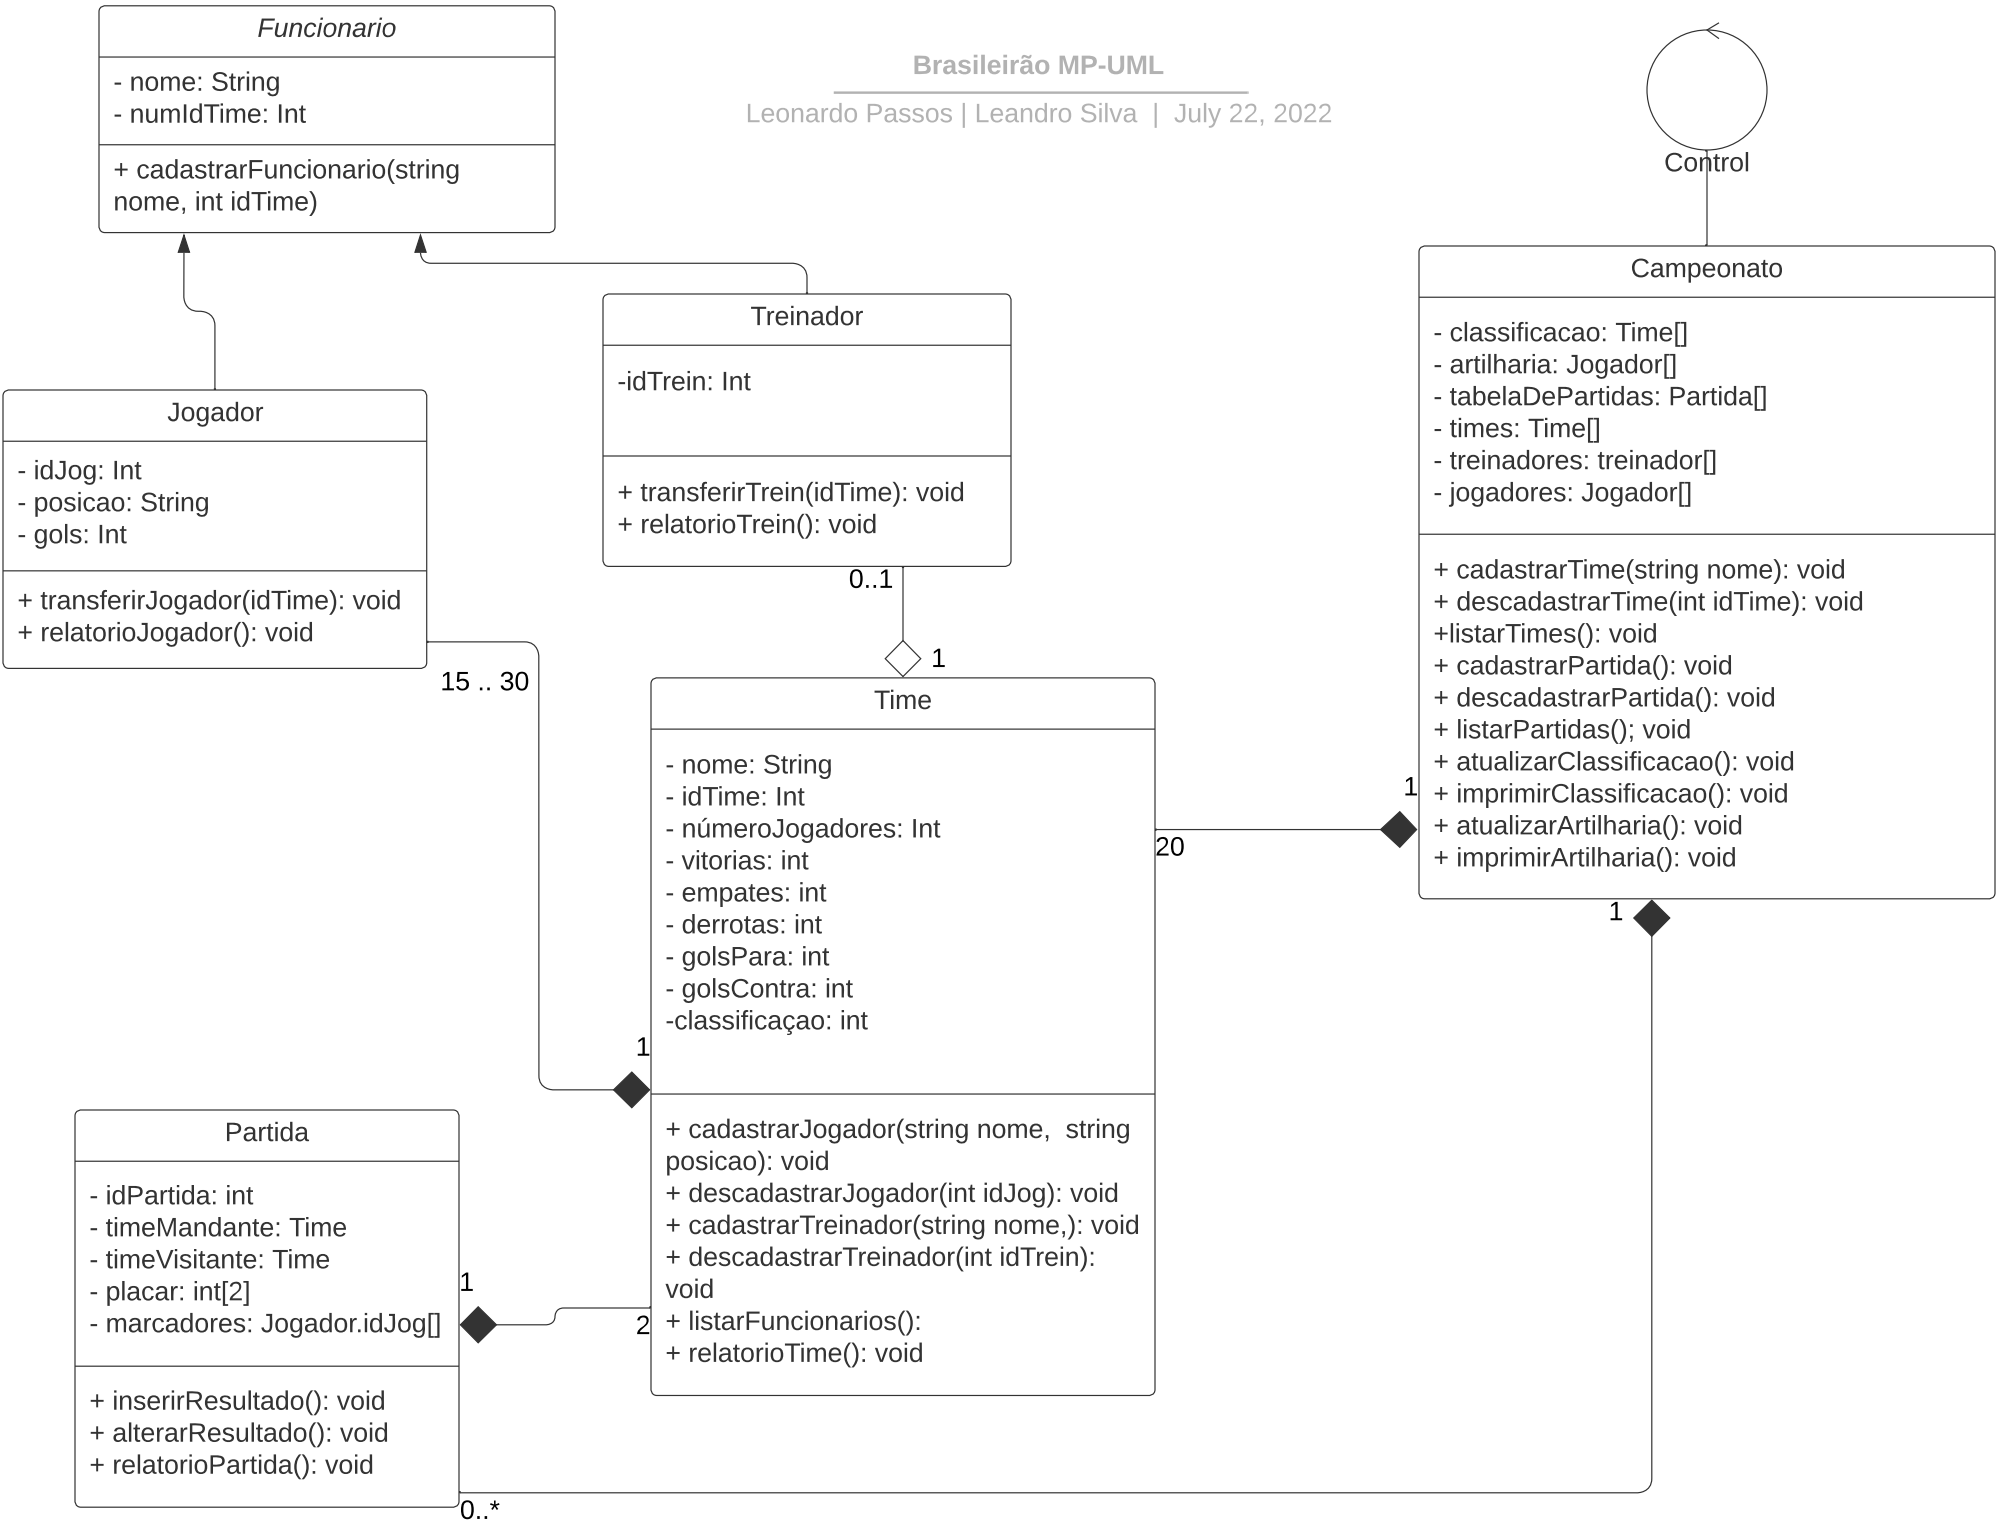 Funcionario
- nome: String
- numIdTime: Int
+ cadastrarFuncionario(string
nome, int idTime)
Brasileirão MP-UML
Leonardo Passos | Leandro Silva | July 22, 2022
Control
Treinador
-idTrein: Int
+ transferirTrein(idTime): void
+ relatorioTrein(): void
0..1
1
Jogador
- idJog: Int
- posicao: String
- gols: Int
+ transferirJogador(idTime): void
+ relatorioJogador(): void
15 .. 30
1
Campeonato
- classificacao: Time[]
- artilharia: Jogador[]
- tabelaDePartidas: Partida[]
- times: Time[]
- treinadores: treinador[]
- jogadores: Jogador[]
+ cadastrarTime(string nome): void
+ descadastrarTime(int idTime): void
+listarTimes(): void
+ cadastrarPartida(): void
+ descadastrarPartida(): void
+ listarPartidas(); void
+ atualizarClassificacao(): void
+ imprimirClassificacao(): void
+ atualizarArtilharia(): void
+ imprimirArtilharia(): void
1
20
1
Time
- nome: String
- idTime: Int
- númeroJogadores: Int
- vitorias: int
- empates: int
- derrotas: int
- golsPara: int
- golsContra: int
-classificaçao: int
+ cadastrarJogador(string nome,  string
posicao): void
+ descadastrarJogador(int idJog): void
+ cadastrarTreinador(string nome,): void
+ descadastrarTreinador(int idTrein):
void
+ listarFuncionarios():
+ relatorioTime(): void
Partida
- idPartida: int
- timeMandante: Time
- timeVisitante: Time
- placar: int[2]
- marcadores: Jogador.idJog[]
+ inserirResultado(): void
+ alterarResultado(): void
+ relatorioPartida(): void
1
2
0..*